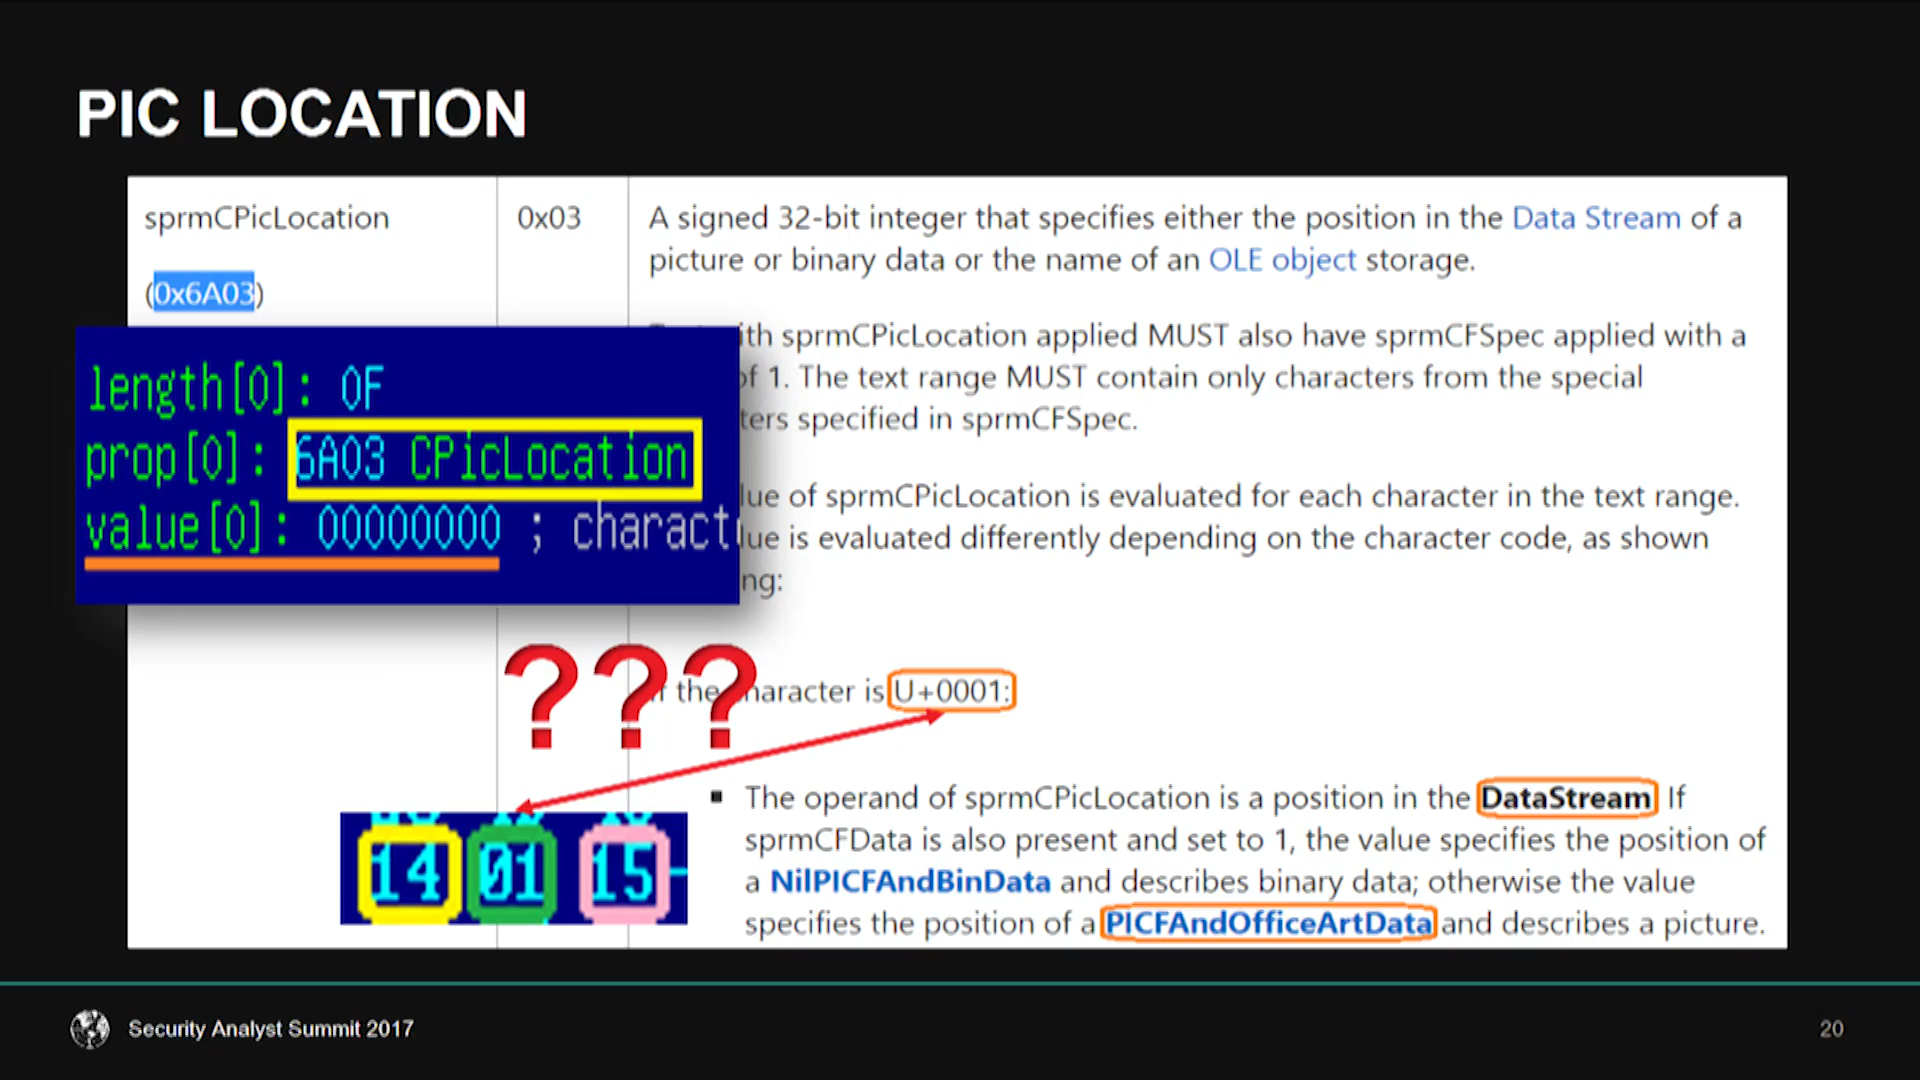 PIC LOCATION
sprmCPicLocation
0x03
A signed 32-bit integer that specifies either the position in the Data Stream of a
picture or binary data or the name of an OLE object storage.
(0x6A03)
ith sprmCPicLocation applied MUST also have sprmCFSpec applied with a
of 1. The text range MUST contain only characters from the special
ters specified in sprmCFSpec.
length[0]: 0F
prop[0]: 6A03 CPicLocation
value[0]: 00000000 ; charact
lue of sprmCPicLocation is evaluated for each character in the text range.
lue is evaluated differently depending on the character code, as shown
ng:
???
the character is U+0001:
14 01 15
▪ The operand of sprmCPicLocation is a position in the DataStream. If
sprmCFData is also present and set to 1, the value specifies the position of
a NilPICFAndBinData and describes binary data; otherwise the value
specifies the position of a PICFAndOfficeArtData and describes a picture.
Security Analyst Summit 2017
20